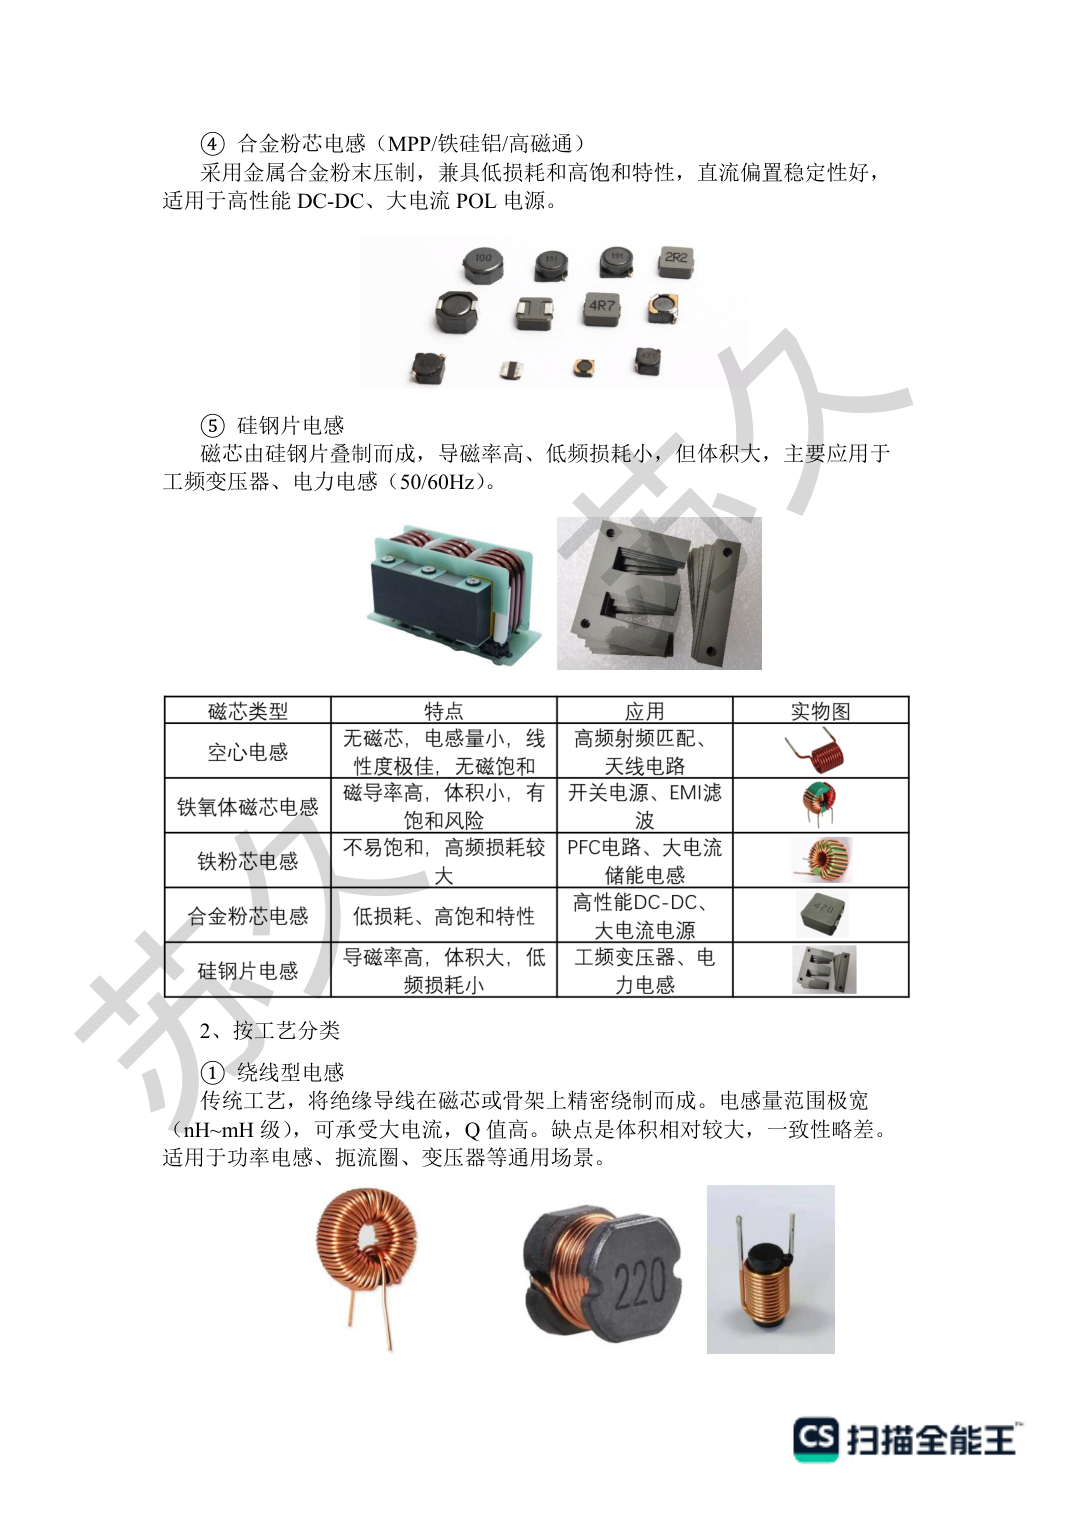 ④ 合金粉芯电感（MPP/铁硅铝/高磁通）
采用金属合金粉末压制，兼具低损耗和高饱和特性，直流偏置稳定性好，
适用于高性能 DC-DC、大电流 POL 电源。
100
101
101
2R2
4R7
⑤ 硅钢片电感
磁芯由硅钢片叠制而成，导磁率高、低频损耗小，但体积大，主要应用于
工频变压器、电力电感（50/60Hz）。
磁芯类型 特点 应用 实物图
空心电感 无磁芯，电感量小，线 高频射频匹配、
性度极佳，无磁饱和 天线电路
铁氧体磁芯电感 磁导率高，体积小，有 开关电源、EMI滤
饱和风险 波
铁粉芯电感 不易饱和，高频损耗较 PFC电路、大电流
大 储能电感
合金粉芯电感 低损耗、高饱和特性 高性能DC-DC、
大电流电源
470
硅钢片电感 导磁率高，体积大，低 工频变压器、电
频损耗小 力电感
2、按工艺分类
① 绕线型电感
传统工艺，将绝缘导线在磁芯或骨架上精密绕制而成。电感量范围极宽
（nH~mH 级），可承受大电流，Q 值高。缺点是体积相对较大，一致性略差。
适用于功率电感、扼流圈、变压器等通用场景。
220
苏久
苏久
CS 扫描全能王™